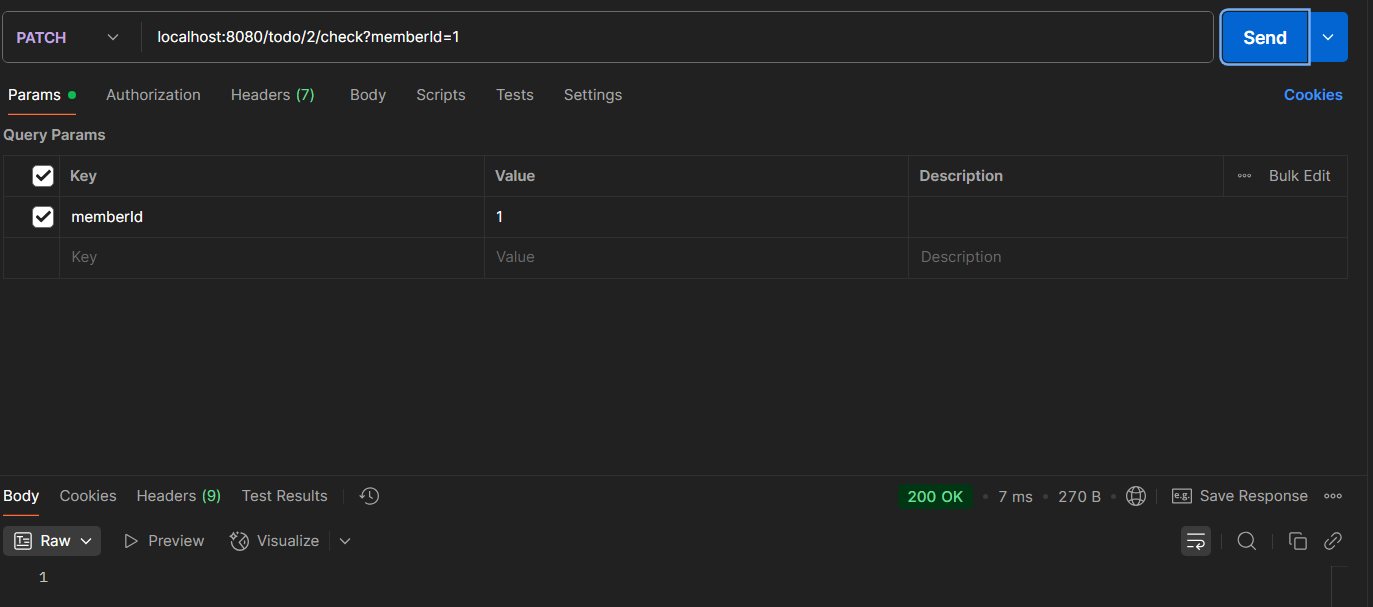 PATCH localhost:8080/todo/2/check?memberId=1 Send
Params Authorization Headers (7) Body Scripts Tests Settings Cookies
Query Params
Key Value Description Bulk Edit
memberId 1
Key Value Description
Body Cookies Headers (9) Test Results 200 OK 7 ms 270 B e.g. Save Response
Raw Preview Visualize
1